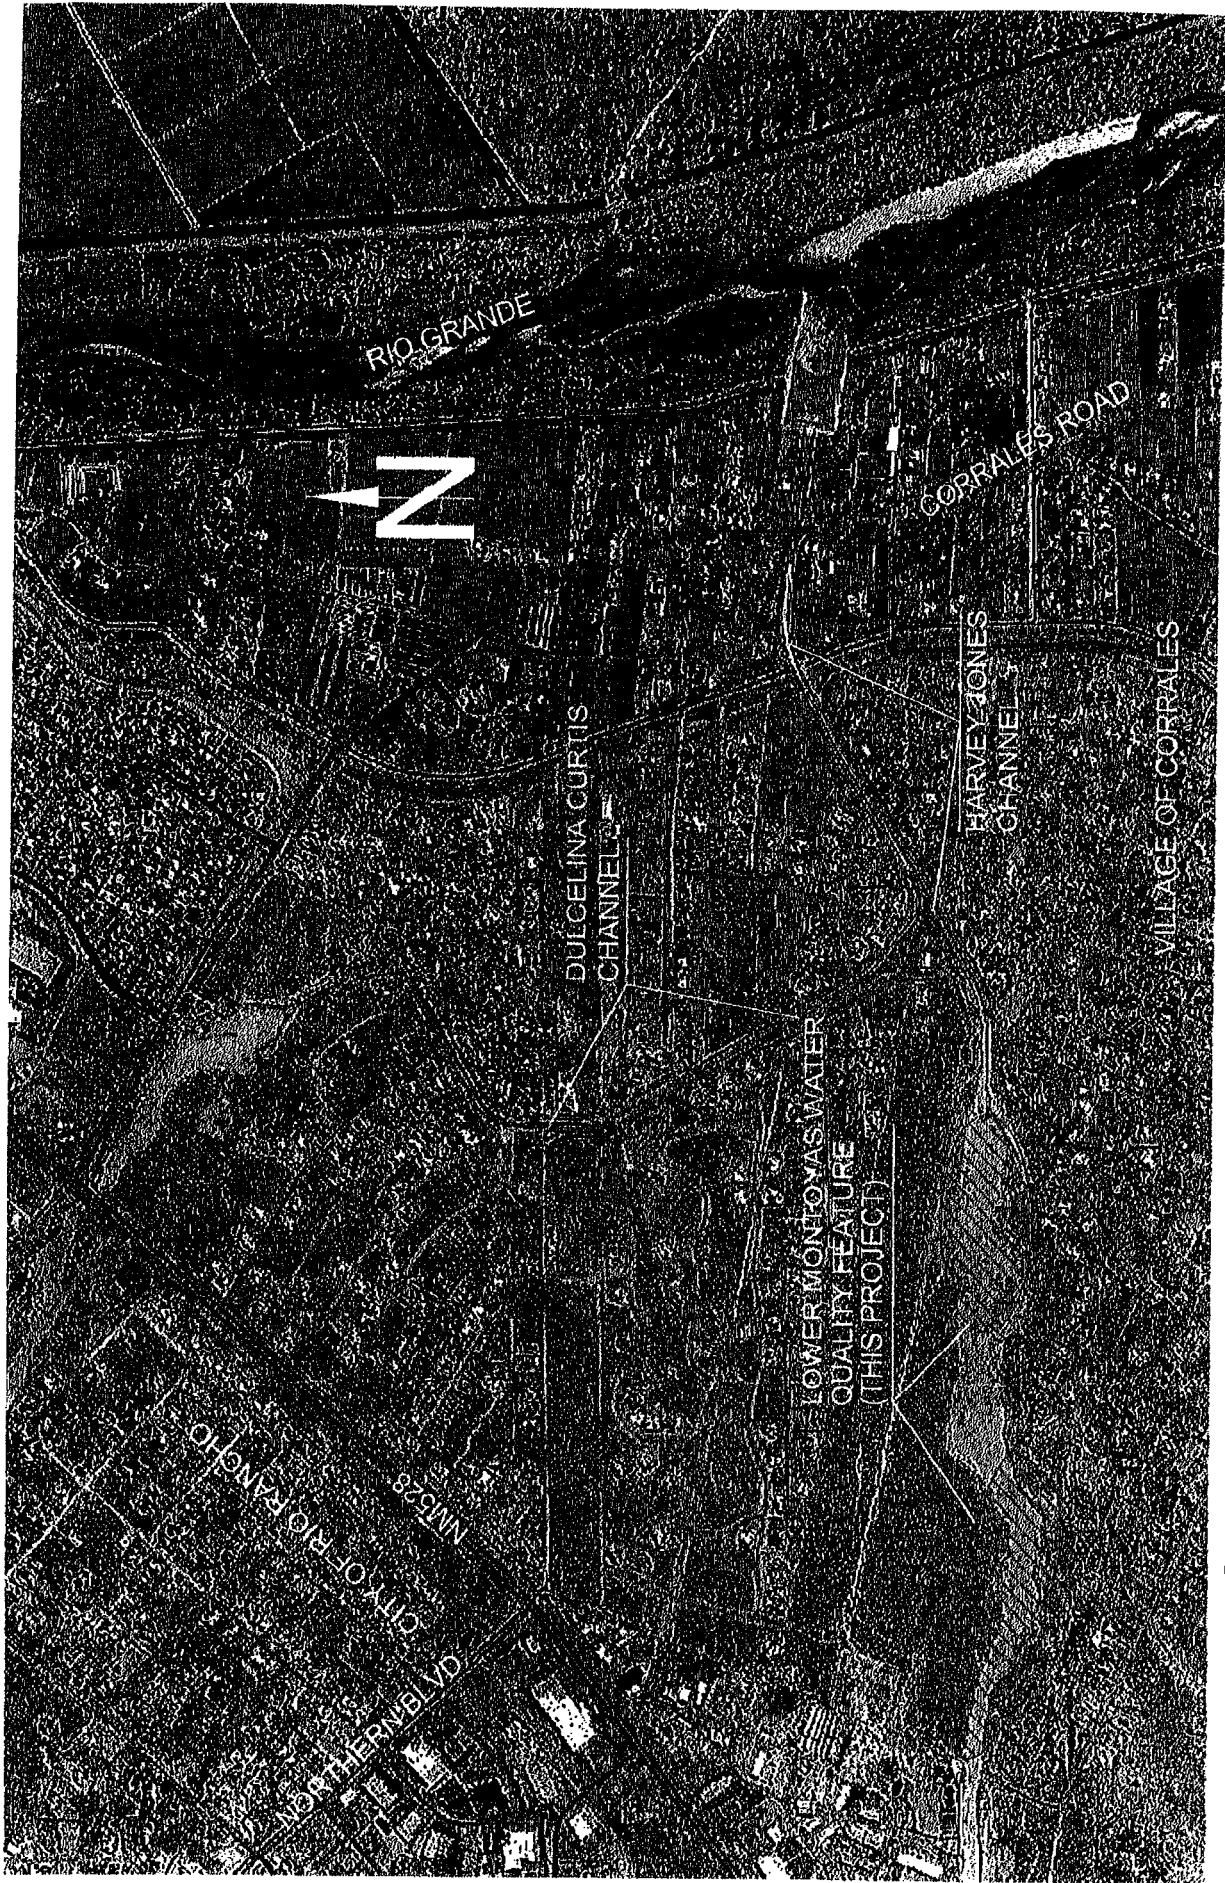 RIO GRANDE
N
CORRALES ROAD
DULCELINA CURTIS
CHANNEL
HARVEY JONES
CHANNEL
VILLAGE OF CORRALES
LOWER MONTOYAS WATER
QUALITY FEATURE
(THIS PROJECT)
CITY OF RIO RANCHO
NM528
NORTHERN BLVD